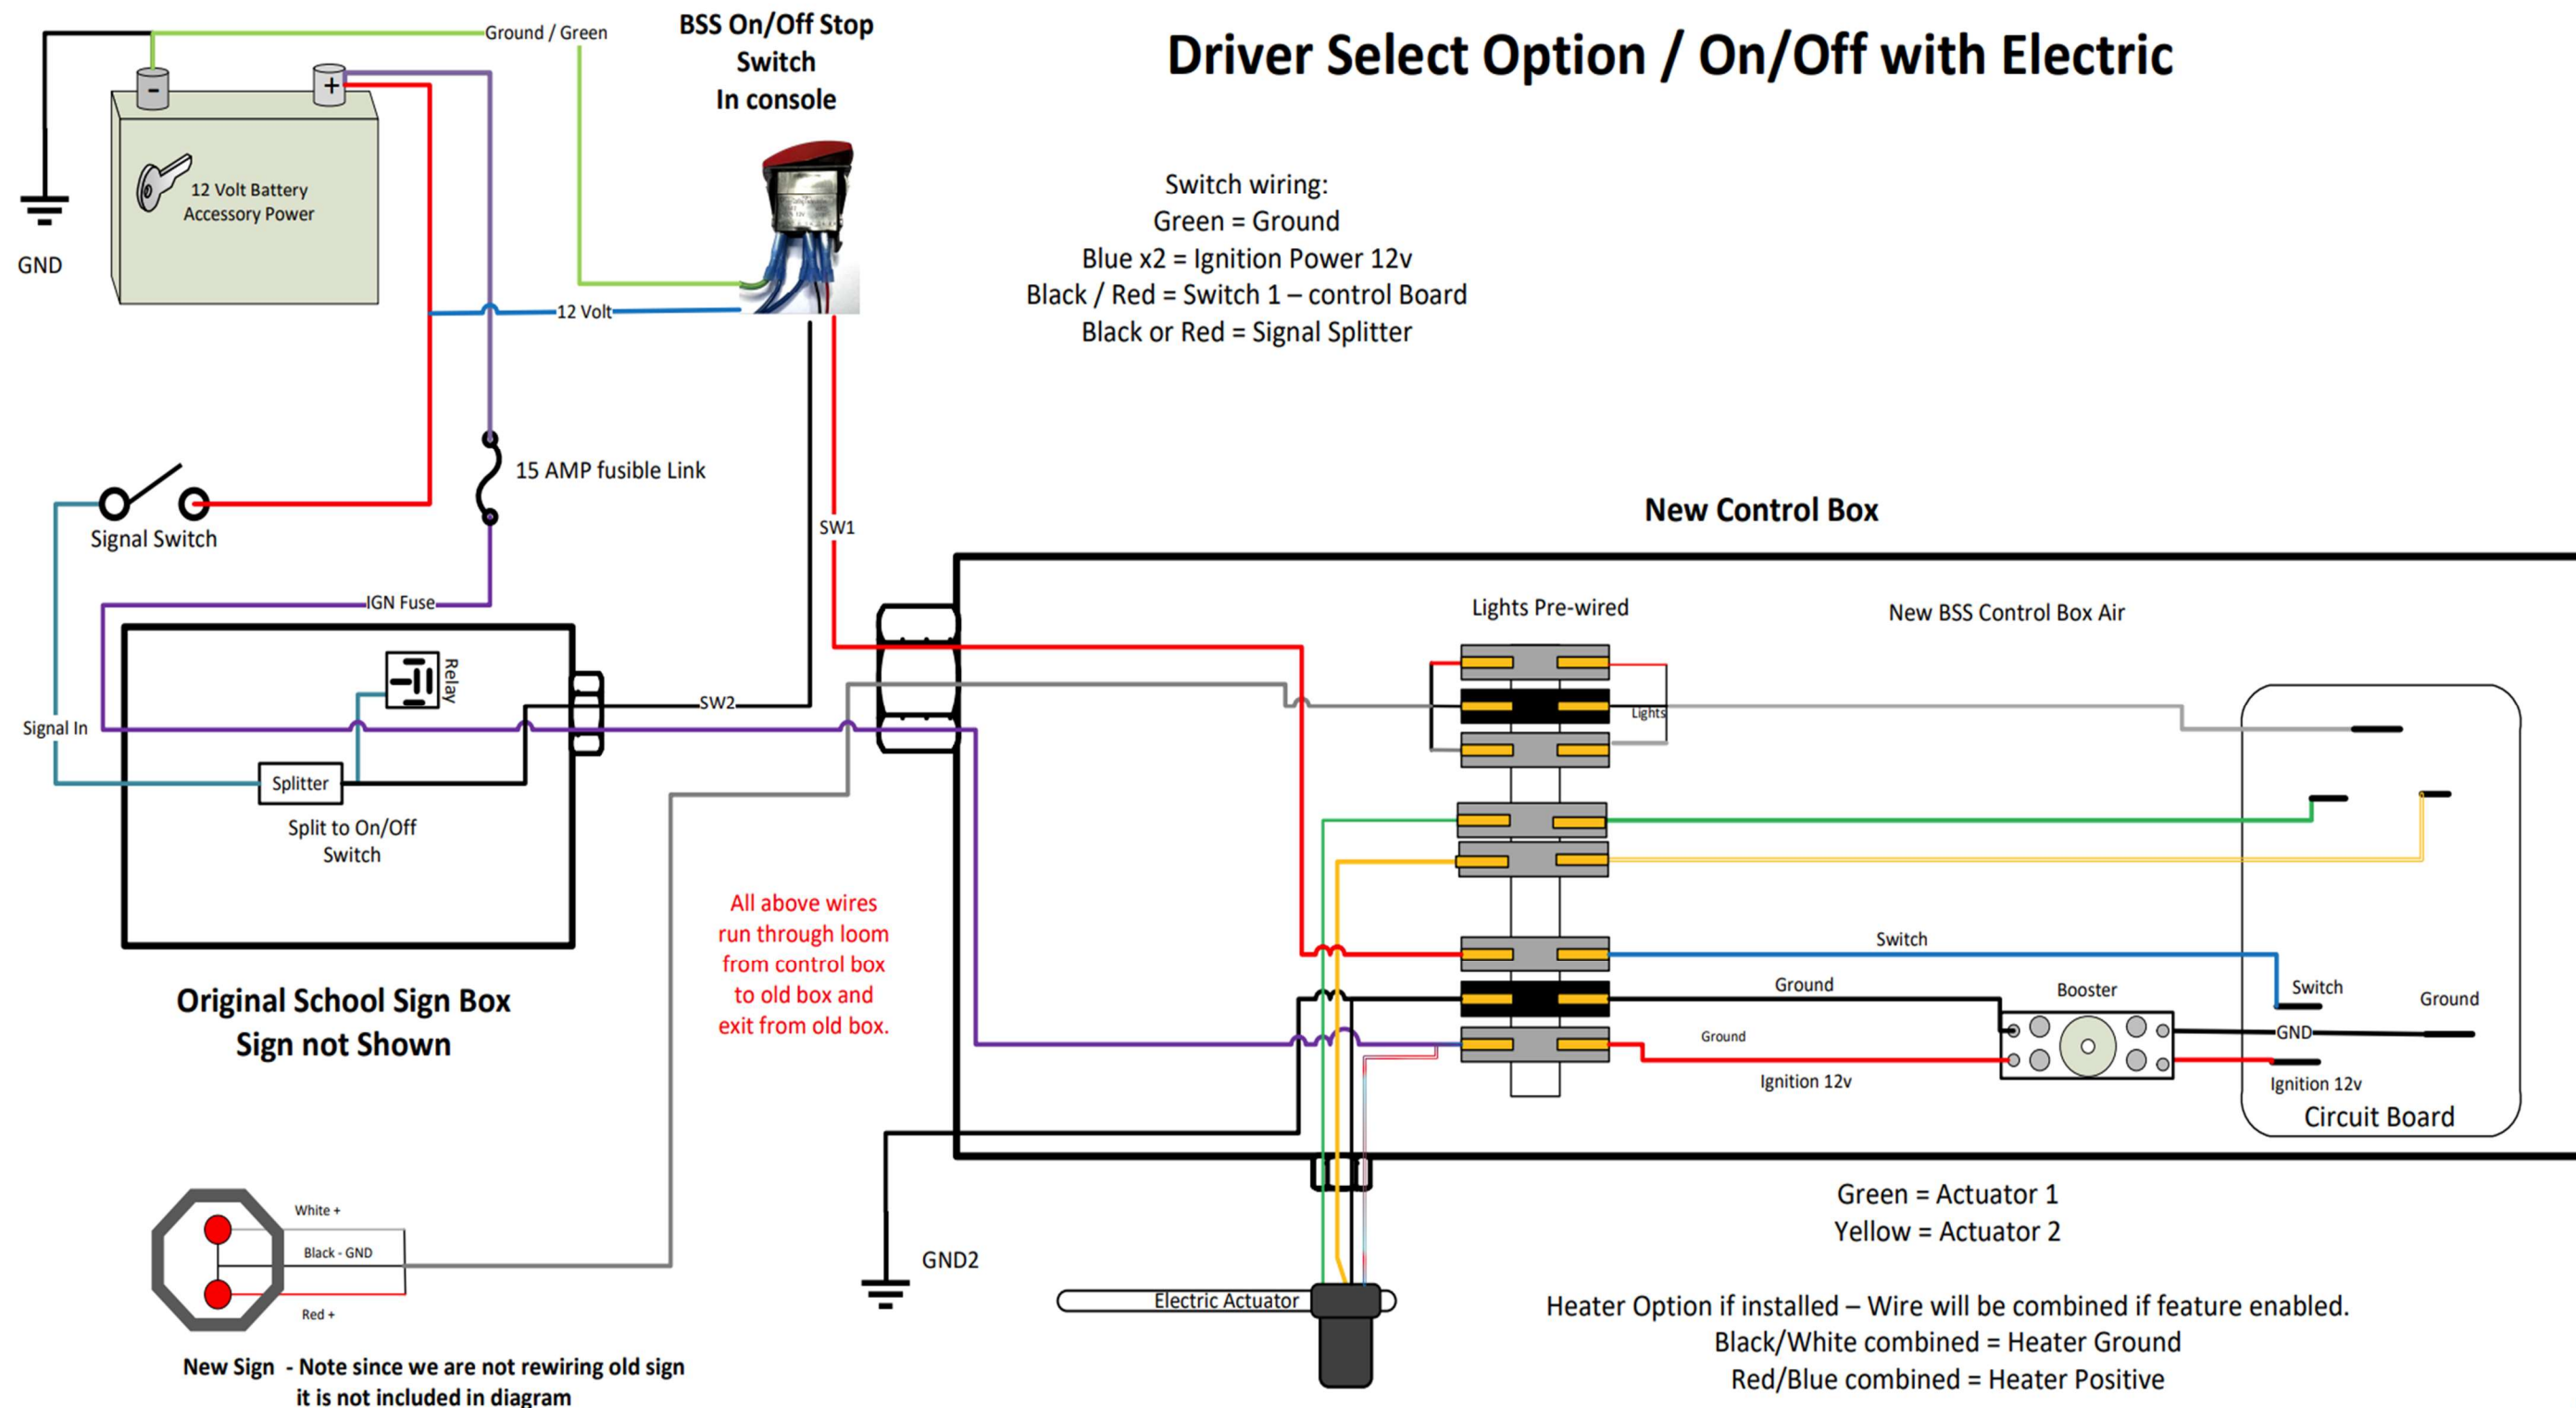 Driver Select Option / On/Off with Electric
BSS On/Off Stop
Switch
In console
Ground / Green
-
+
12 Volt Battery
Accessory Power
GND
12 Volt
Switch wiring:
Green = Ground
Blue x2 = Ignition Power 12v
Black / Red = Switch 1 – control Board
Black or Red = Signal Splitter
15 AMP fusible Link
Signal Switch
SW1
IGN Fuse
Relay
SW2
Signal In
Splitter
Split to On/Off
Switch
Original School Sign Box
Sign not Shown
All above wires
run through loom
from control box
to old box and
exit from old box.
New Control Box
Lights Pre-wired
New BSS Control Box Air
Lights
Switch
Ground
Booster
Switch
Ground
Ground
GND
Ignition 12v
Ignition 12v
Circuit Board
White +
Black - GND
Red +
New Sign - Note since we are not rewiring old sign
it is not included in diagram
GND2
Electric Actuator
Green = Actuator 1
Yellow = Actuator 2
Heater Option if installed – Wire will be combined if feature enabled.
Black/White combined = Heater Ground
Red/Blue combined = Heater Positive